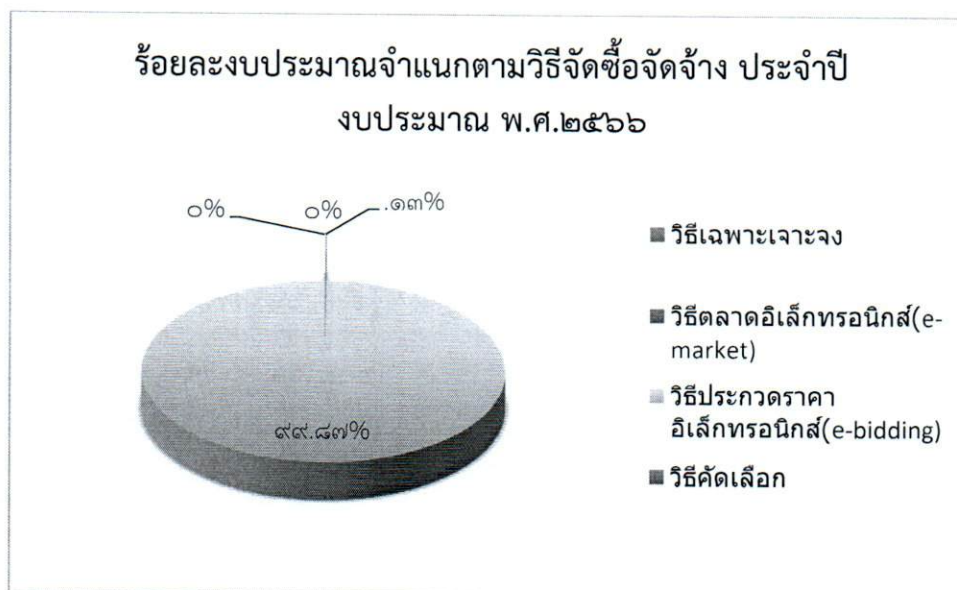 ร้อยละงบประมาณจำแนกตามวิธีจัดซื้อจัดจ้าง ประจำปี
งบประมาณ พ.ศ.๒๕๖๖
๐%
๐%
.๑๓%
๙๙.๘๗%
วิธีเฉพาะเจาะจง
วิธีตลาดอิเล็กทรอนิกส์(e-
market)
วิธีประกวดราคา
อิเล็กทรอนิกส์(e-bidding)
วิธีคัดเลือก